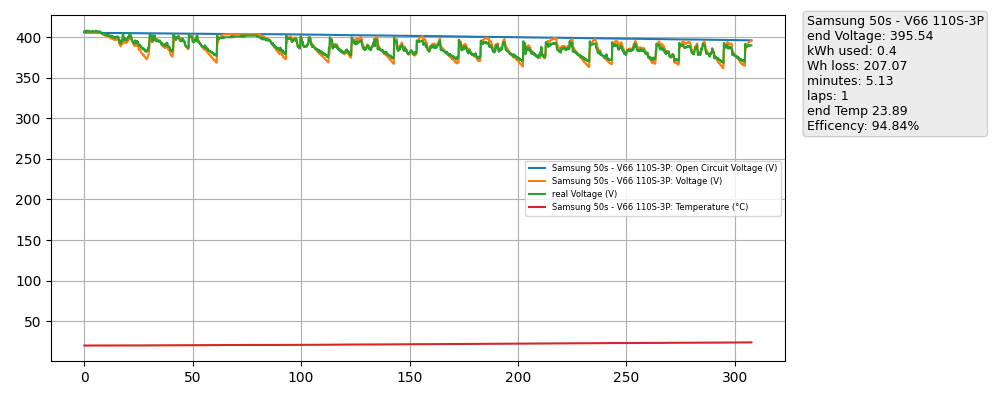 Samsung 50s - V66 110S-3P
end Voltage: 395.54
kWh used: 0.4
Wh loss: 207.07
minutes: 5.13
laps: 1
end Temp 23.89
Efficency: 94.84%
400
350
300
250
200
150
100
50
Samsung 50s - V66 110S-3P: Open Circuit Voltage (V)
Samsung 50s - V66 110S-3P: Voltage (V)
real Voltage (V)
Samsung 50s - V66 110S-3P: Temperature (°C)
0
50
100
150
200
250
300